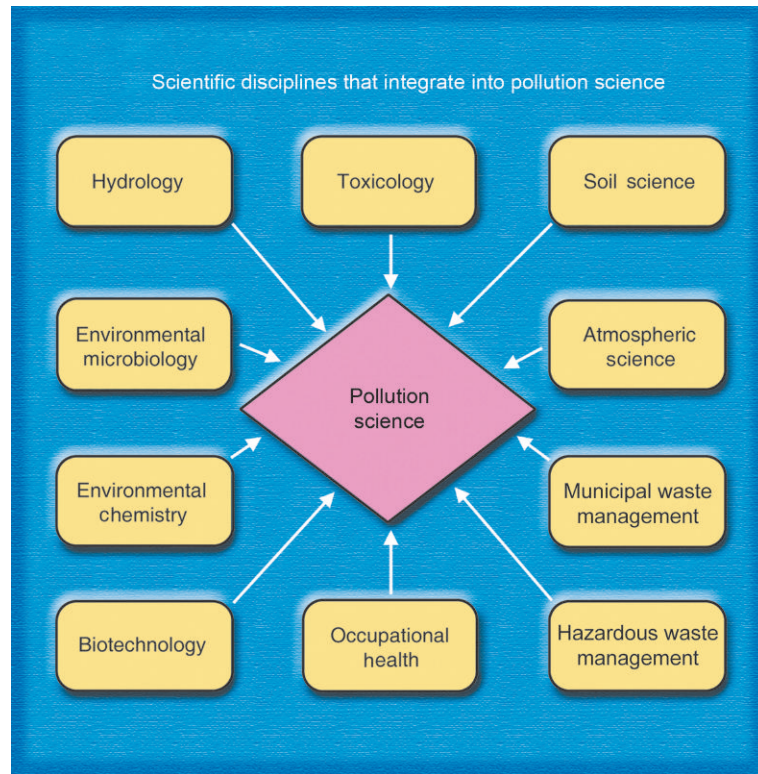 Scientific disciplines that integrate into pollution science
Hydrology
Toxicology
Soil science
Environmental
microbiology
Atmospheric
science
Pollution
science
Environmental
chemistry
Municipal waste
management
Biotechnology
Occupational
health
Hazardous waste
management